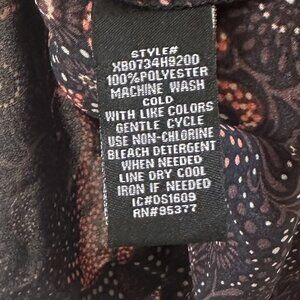 STYLE#
XB0734H9200
100%POLYESTER
MACHINE WASH
COLD
WITH LIKE COLORS
GENTLE CYCLE
USE NON-CHLORINE
BLEACH DETERGENT
WHEN NEEDED
LINE DRY COOL
IRON IF NEEDED
IC#DS1609
RN#95377